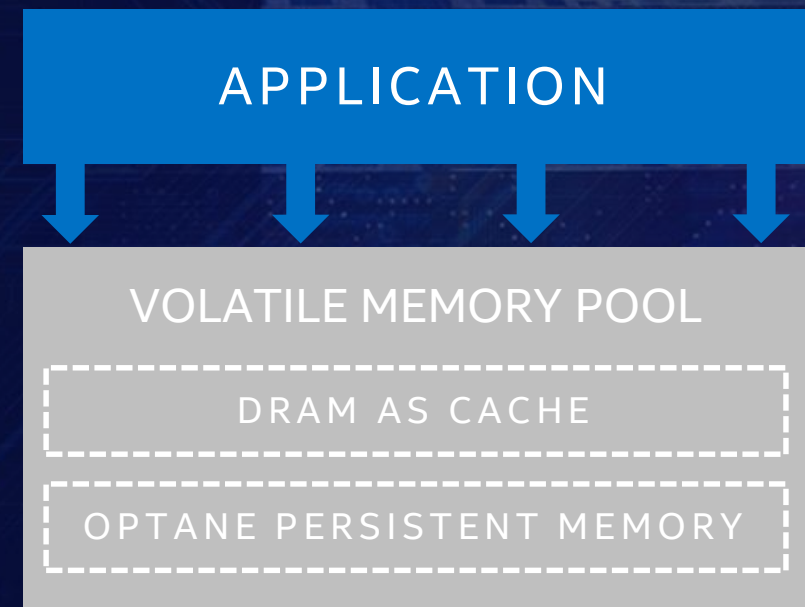 APPLICATION
VOLATILE MEMORY POOL
DRAM AS CACHE
OPTANE PERSISTENT MEMORY